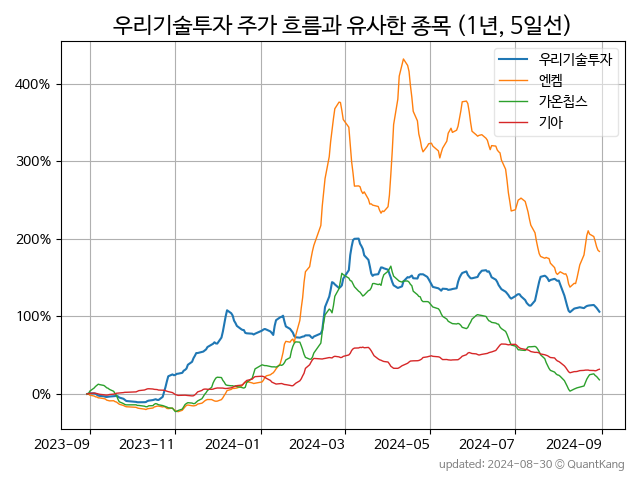 우리기술투자 주가 흐름과 유사한 종목 (1년, 5일선)
우리기술투자
엔켐
가온칩스
기아
400%
300%
200%
100%
0%
2023-09 2023-11 2024-01 2024-03 2024-05 2024-07 2024-09
updated: 2024-08-30 © QuantKang